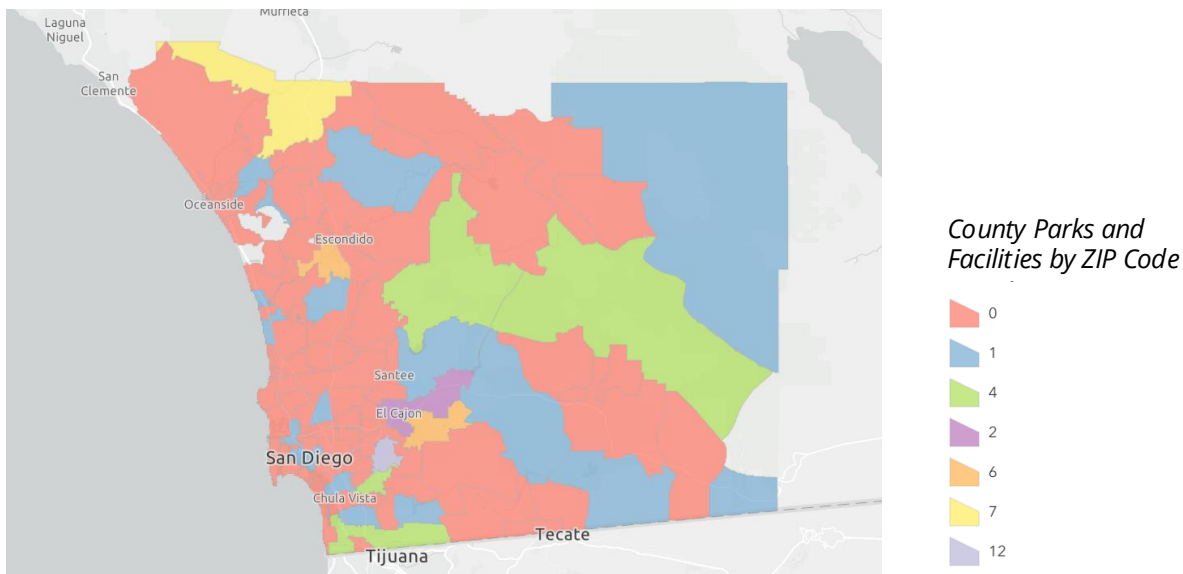 Murrieta
Laguna
Niguel
San
Clemente
Oceanside
Escondido
Santee
El Cajon
San Diego
Chula Vista
Tecate
Tijuana
County Parks and
Facilities by ZIP Code
0
1
4
2
6
7
12